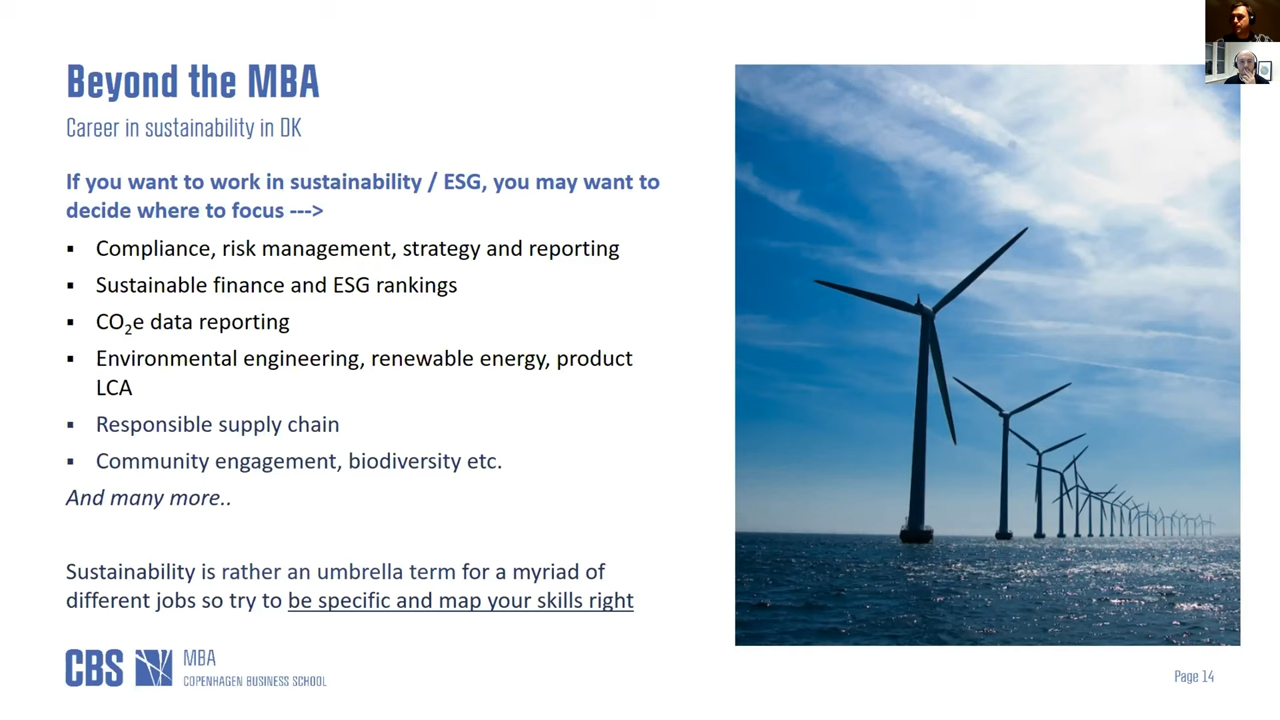 Beyond the MBA
Career in sustainability in DK
If you want to work in sustainability / ESG, you may want to
decide where to focus --->
▪ Compliance, risk management, strategy and reporting
▪ Sustainable finance and ESG rankings
▪ CO₂e data reporting
▪ Environmental engineering, renewable energy, product
LCA
▪ Responsible supply chain
▪ Community engagement, biodiversity etc.
And many more..
Sustainability is rather an umbrella term for a myriad of
different jobs so try to be specific and map your skills right
CBS MBA
COPENHAGEN BUSINESS SCHOOL
Page 14